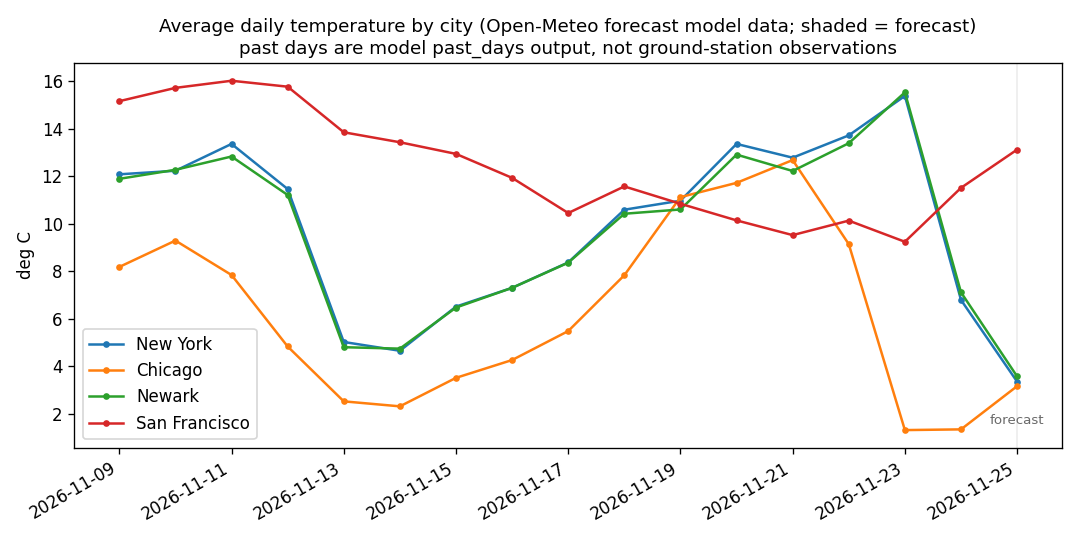 Average daily temperature by city (Open-Meteo forecast model data; shaded = forecast)
past days are model past_days output, not ground-station observations
16
14
12
10
8
6
4
2
deg C
New York
Chicago
Newark
San Francisco
forecast
2026-11-09
2026-11-11
2026-11-13
2026-11-15
2026-11-17
2026-11-19
2026-11-21
2026-11-23
2026-11-25